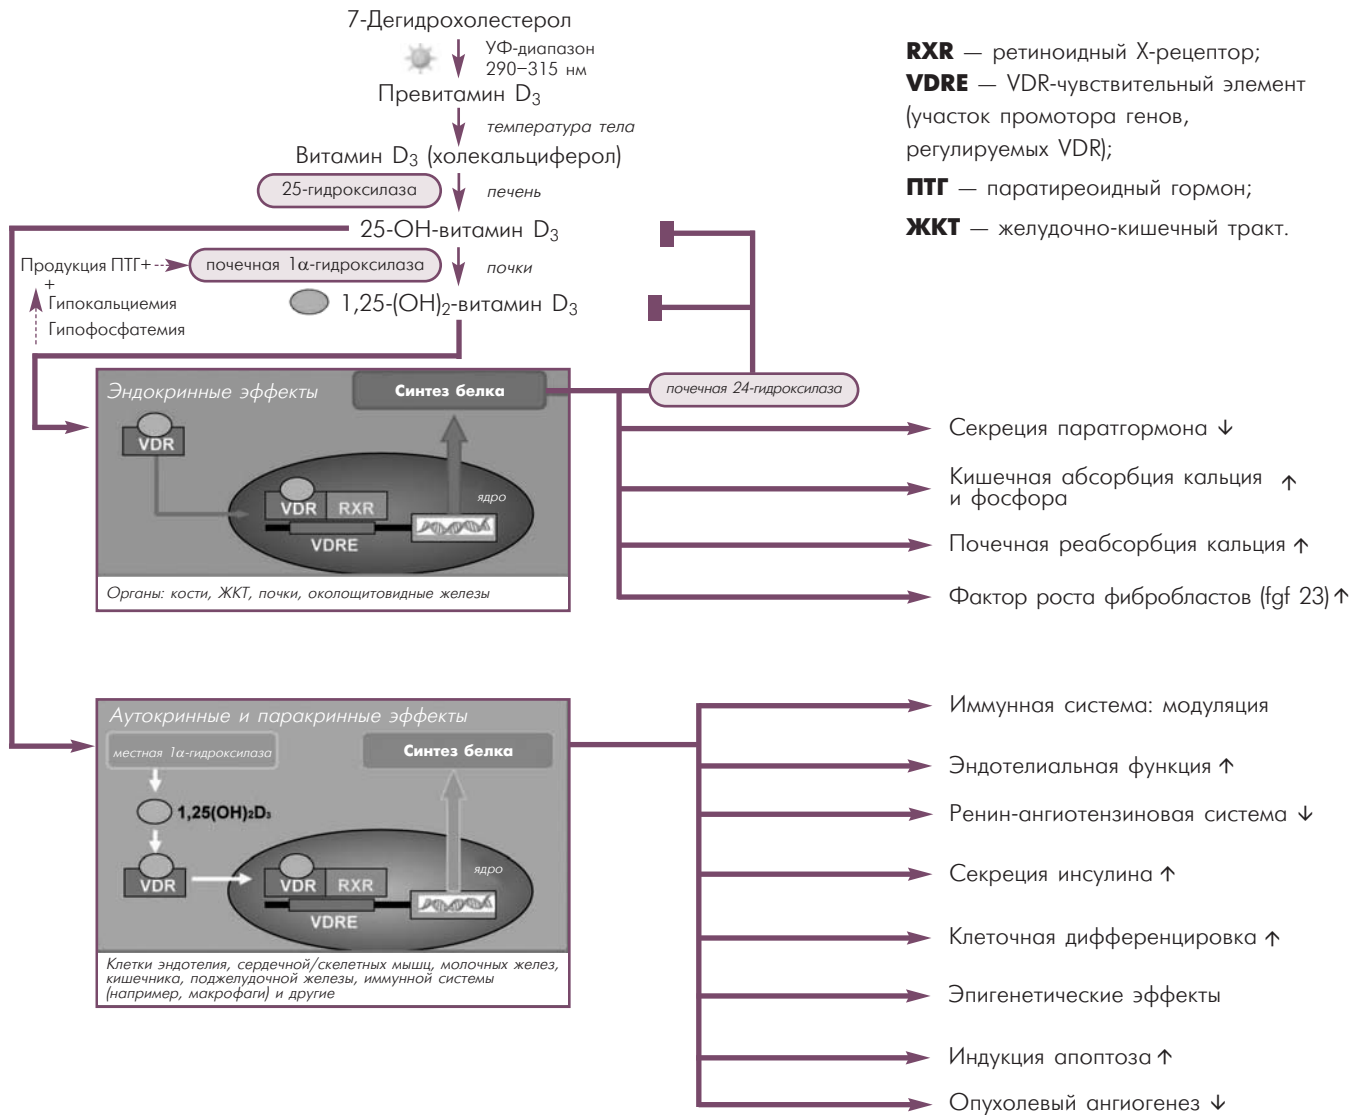 7-Дегидрохолестерол
УФ-диапазон
290–315 нм
Превитамин D₃
температура тела
Витамин D₃ (холекальциферол)
25-гидроксилаза
печень
25-ОН-витамин D₃
Продукция ПТГ+
почечная 1α-гидроксилаза
почки
+
Гипокальциемия
Гипофосфатемия
1,25-(ОН)₂-витамин D₃
RXR — ретиноидный Х-рецептор;
VDRE — VDR-чувствительный элемент
(участок промотора генов,
регулируемых VDR);
ПТГ — паратиреоидный гормон;
ЖКТ — желудочно-кишечный тракт.
Эндокринные эффекты
Синтез белка
почечная 24-гидроксилаза
VDR
ядро
VDR RXR
VDRE
Органы: кости, ЖКТ, почки, околощитовидные железы
Секреция паратгормона ↓
Кишечная абсорбция кальция ↑
и фосфора
Почечная реабсорбция кальция ↑
Фактор роста фибробластов (fgf 23) ↑
Аутокринные и паракринные эффекты
местная 1α-гидроксилаза
Синтез белка
1,25(OH)₂D₃
VDR
ядро
VDR RXR
VDRE
Клетки эндотелия, сердечной/скелетных мышц, молочных желез,
кишечника, поджелудочной железы, иммунной системы
(например, макрофаги) и другие
Иммунная система: модуляция
Эндотелиальная функция ↑
Ренин-ангиотензиновая система ↓
Секреция инсулина ↑
Клеточная дифференцировка ↑
Эпигенетические эффекты
Индукция апоптоза ↑
Опухолевый ангиогенез ↓